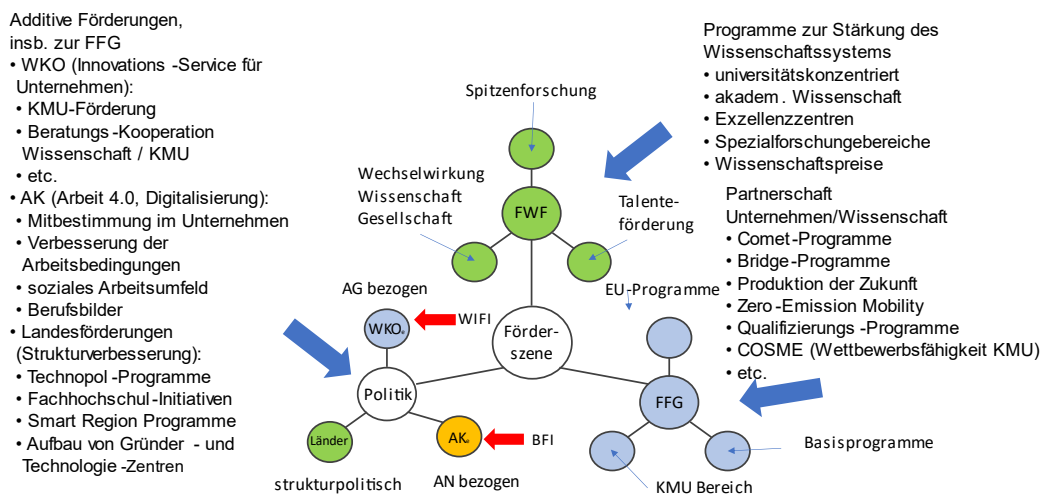 Additive Förderungen,
insb. zur FFG
• WKO (Innovations -Service für
Unternehmen):
• KMU-Förderung
• Beratungs -Kooperation
Wissenschaft / KMU
• etc.
• AK (Arbeit 4.0, Digitalisierung):
• Mitbestimmung im Unternehmen
• Verbesserung der
Arbeitsbedingungen
• soziales Arbeitsumfeld
• Berufsbilder
• Landesförderungen
(Strukturverbesserung):
• Technopol -Programme
• Fachhochschul-Initiativen
• Smart Region Programme
• Aufbau von Gründer - und
Technologie -Zentren
Spitzenforschung
Wechselwirkung
Wissenschaft
Gesellschaft
FWF
Talente-
förderung
EU-Programme
AG bezogen
WKO.
WIFI
Förder-
szene
Politik
FFG
Länder
AK.
BFI
strukturpolitisch
AN bezogen
KMU Bereich
Basisprogramme
Programme zur Stärkung des
Wissenschaftssystems
• universitätskonzentriert
• akadem. Wissenschaft
• Exzellenzzentren
• Spezialforschungsbereiche
• Wissenschaftspreise
Partnerschaft
Unternehmen/Wissenschaft
• Comet-Programme
• Bridge-Programme
• Produktion der Zukunft
• Zero -Emission Mobility
• Qualifizierungs -Programme
• COSME (Wettbewerbsfähigkeit KMU)
• etc.